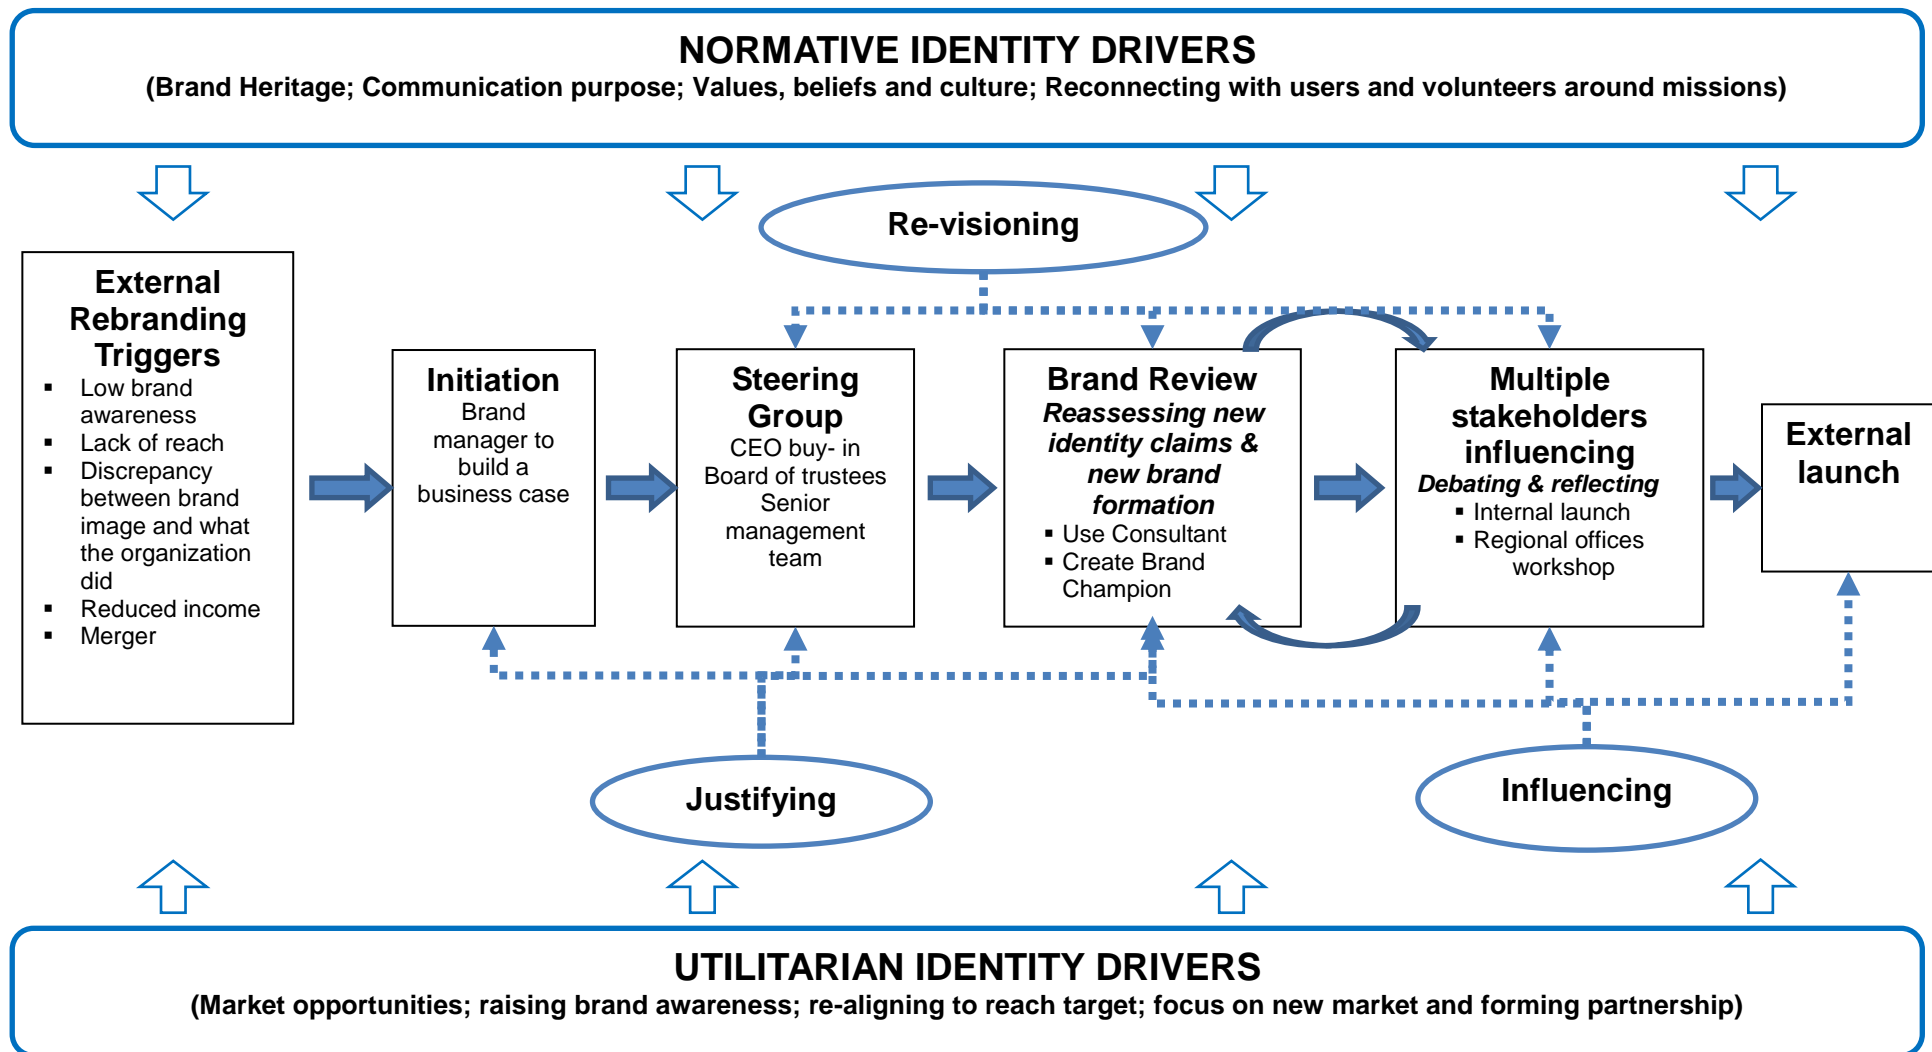 NORMATIVE IDENTITY DRIVERS
(Brand Heritage; Communication purpose; Values, beliefs and culture; Reconnecting with users and volunteers around missions)
Re-visioning
External
Rebranding
Triggers
▪ Low brand
awareness
▪ Lack of reach
▪ Discrepancy
between brand
image and what
the organization
did
▪ Reduced income
▪ Merger
Initiation
Brand
manager to
build a
business case
Steering
Group
CEO buy- in
Board of trustees
Senior
management
team
Brand Review
Reassessing new
identity claims &
new brand
formation
▪ Use Consultant
▪ Create Brand
Champion
Multiple
stakeholders
influencing
Debating & reflecting
▪ Internal launch
▪ Regional offices
workshop
External
launch
Justifying
Influencing
UTILITARIAN IDENTITY DRIVERS
(Market opportunities; raising brand awareness; re-aligning to reach target; focus on new market and forming partnership)